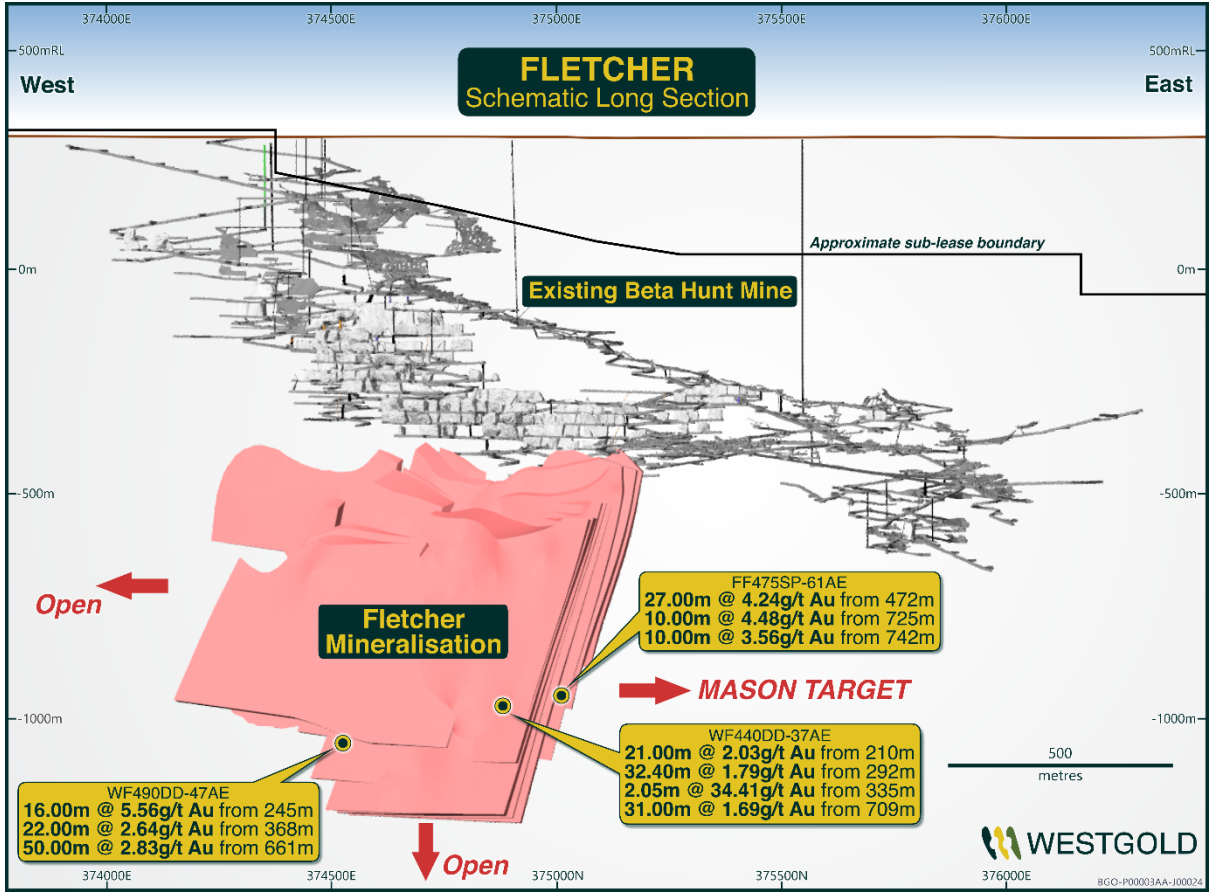 374000E 374500E 375000E 375500E 376000E
500mRL 500mRL
West
FLETCHER
Schematic Long Section
East
Approximate sub-lease boundary
0m 0m
Existing Beta Hunt Mine
-500m -500m
Open
Fletcher
Mineralisation
FF475SP-61AE
27.00m @ 4.24g/t Au from 472m
10.00m @ 4.48g/t Au from 725m
10.00m @ 3.56g/t Au from 742m
MASON TARGET
-1000m -1000m
WF440DD-37AE
21.00m @ 2.03g/t Au from 210m
32.40m @ 1.79g/t Au from 292m
2.05m @ 34.41g/t Au from 335m
31.00m @ 1.69g/t Au from 709m
500
metres
WF490DD-47AE
16.00m @ 5.56g/t Au from 245m
22.00m @ 2.64g/t Au from 368m
50.00m @ 2.83g/t Au from 661m
Open
WESTGOLD
374000E 374500E 375000N 375500N 376000E
BGO-P00003AA-J00024